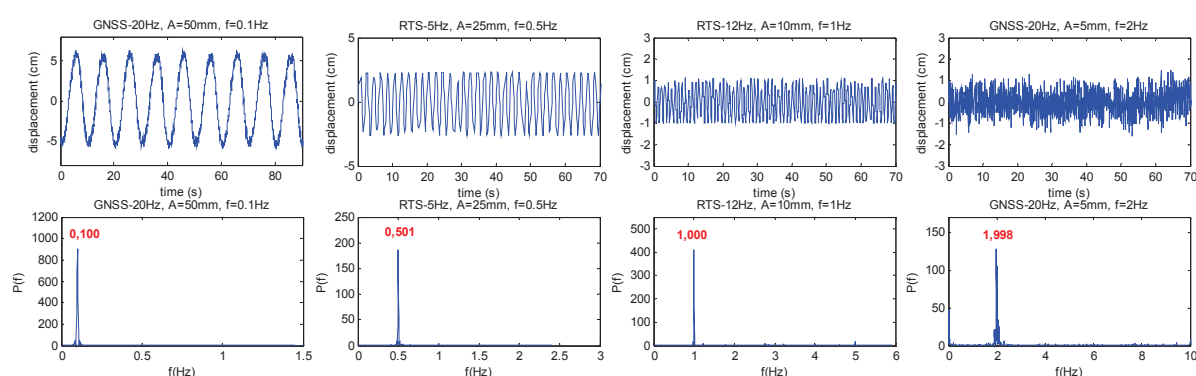 GNSS-20Hz, A=50mm, f=0.1Hz
displacement (cm)
5
0
-5
0 20 40 60 80
time (s)
RTS-5Hz, A=25mm, f=0.5Hz
displacement (cm)
5
0
-5
0 10 20 30 40 50 60 70
time (s)
RTS-12Hz, A=10mm, f=1Hz
displacement (cm)
3
2
1
0
-1
-2
-3
0 10 20 30 40 50 60 70
time (s)
GNSS-20Hz, A=5mm, f=2Hz
displacement (cm)
3
2
1
0
-1
-2
-3
0 10 20 30 40 50 60 70
time (s)
GNSS-20Hz, A=50mm, f=0.1Hz
0,100
P(f)
1200
1000
800
600
400
200
0
0 0.5 1 1.5
f(Hz)
RTS-5Hz, A=25mm, f=0.5Hz
0,501
P(f)
250
200
150
100
50
0
0 0.5 1 1.5 2 2.5 3
f(Hz)
RTS-12Hz, A=10mm, f=1Hz
1,000
P(f)
500
400
300
200
100
0
0 1 2 3 4 5 6
f(Hz)
GNSS-20Hz, A=5mm, f=2Hz
1,998
P(f)
150
100
50
0
0 2 4 6 8 10
f(Hz)